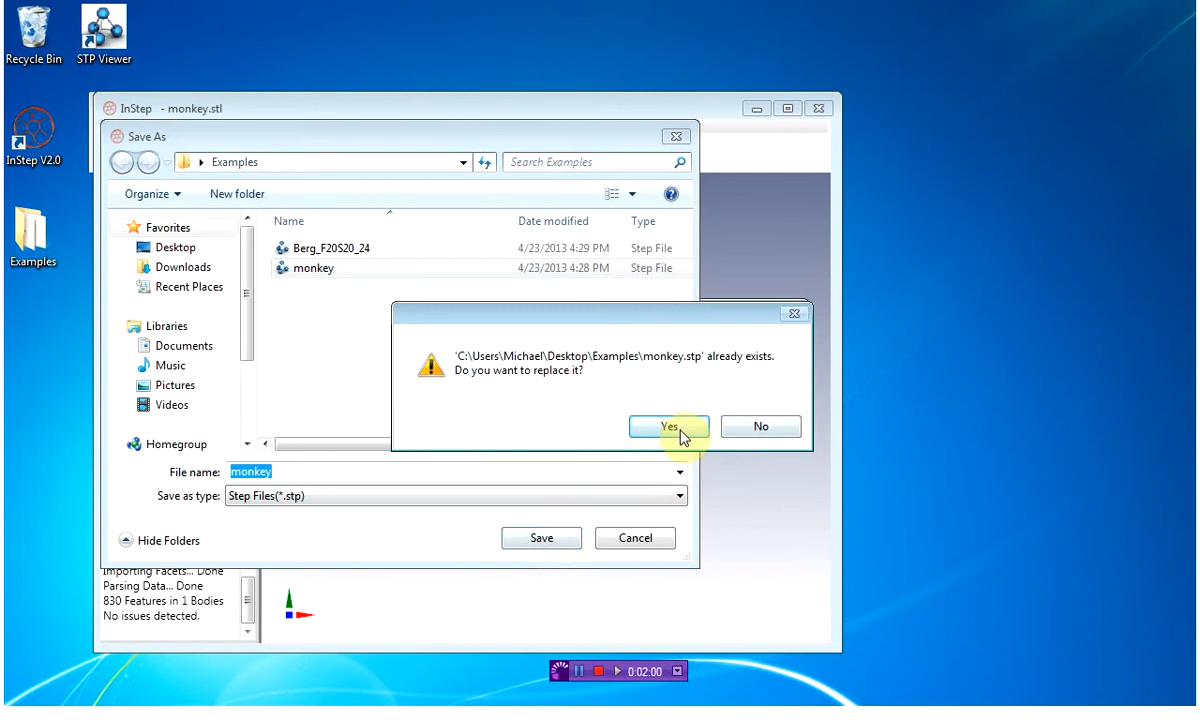 Recycle Bin
STP Viewer
InStep V2.0
Examples
InStep - monkey.stl
Save As
Examples
Search Examples
Organize
New folder
Name
Date modified
Type
Favorites
Desktop
Downloads
Recent Places
Libraries
Documents
Music
Pictures
Videos
Homegroup
Berg_F20S20_24 4/23/2013 4:29 PM Step File
monkey 4/23/2013 4:28 PM Step File
'C:\Users\Michael\Desktop\Examples\monkey.stp' already exists.
Do you want to replace it?
Yes
No
File name: monkey
Save as type: Step Files(*.stp)
Hide Folders
Save
Cancel
Importing Facets... Done
Parsing Data... Done
830 Features in 1 Bodies
No issues detected.
0:02:00